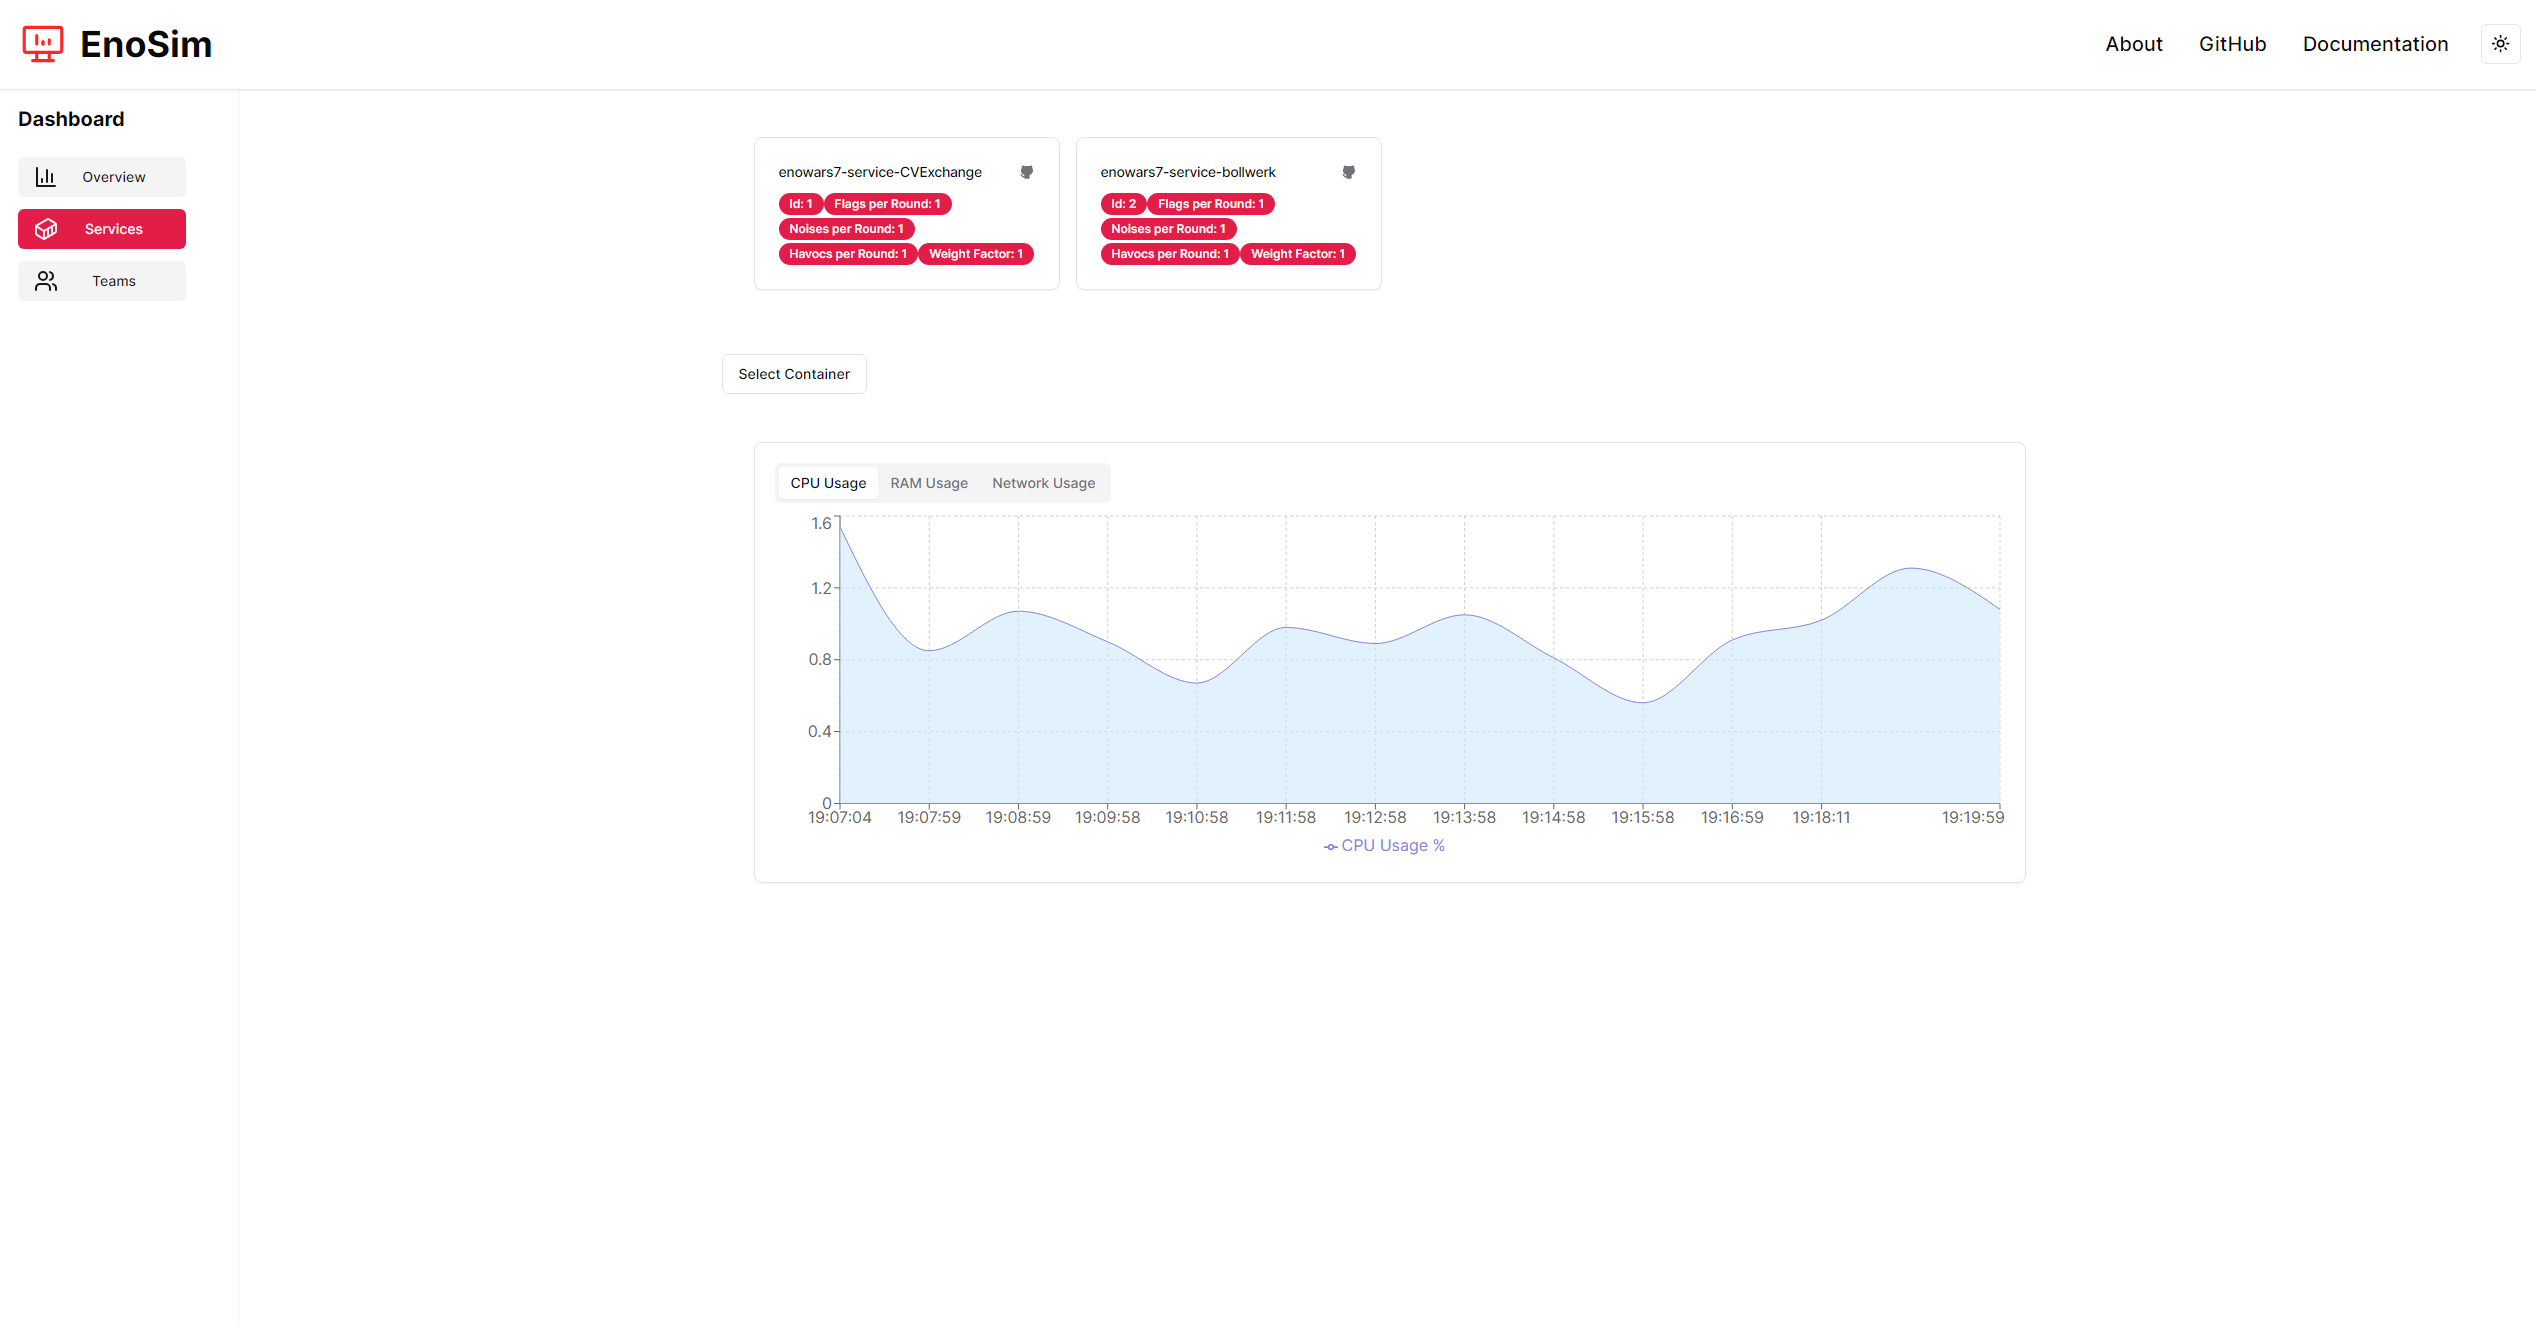 EnoSim
About GitHub Documentation
Dashboard
Overview
Services
Teams
enowars7-service-CVExchange
Id: 1 Flags per Round: 1
Noises per Round: 1
Havocs per Round: 1 Weight Factor: 1
enowars7-service-bollwerk
Id: 2 Flags per Round: 1
Noises per Round: 1
Havocs per Round: 1 Weight Factor: 1
Select Container
CPU Usage RAM Usage Network Usage
1.6
1.2
0.8
0.4
0
19:07:04 19:07:59 19:08:59 19:09:58 19:10:58 19:11:58 19:12:58 19:13:58 19:14:58 19:15:58 19:16:59 19:18:11 19:19:59
CPU Usage %